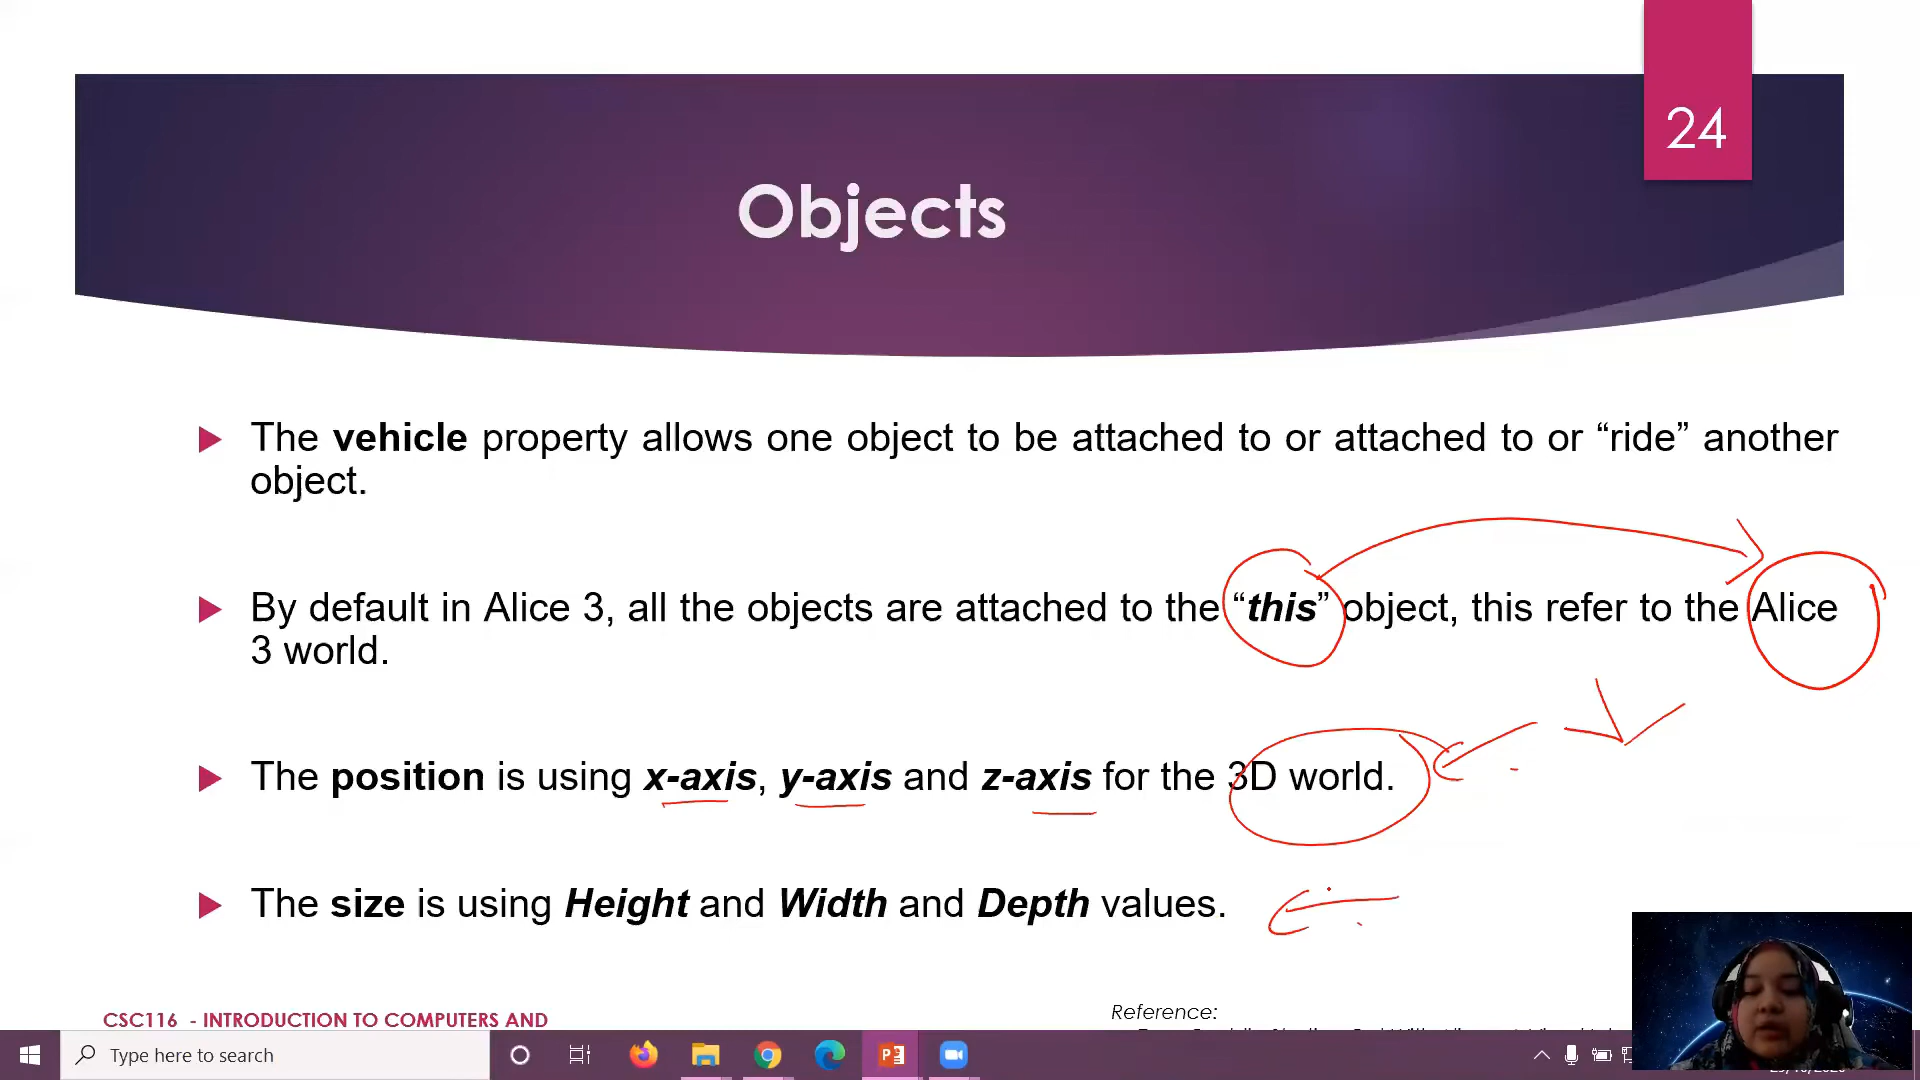 24
Objects
The vehicle property allows one object to be attached to or attached to or “ride” another
object.
By default in Alice 3, all the objects are attached to the “this” object, this refer to the Alice
3 world.
The position is using x-axis, y-axis and z-axis for the 3D world.
The size is using Height and Width and Depth values.
CSC116 - INTRODUCTION TO COMPUTERS AND
Reference:
Type here to search